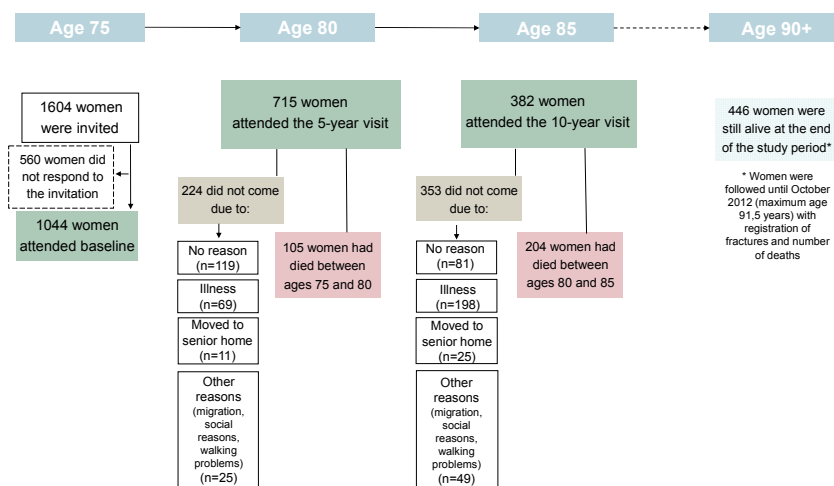 Age 75
Age 80
Age 85
Age 90+
1604 women
were invited
560 women did
not respond to
the invitation
1044 women
attended baseline
715 women
attended the 5-year visit
224 did not come
due to:
No reason
(n=119)
Illness
(n=69)
Moved to
senior home
(n=11)
Other
reasons
(migration,
social
reasons,
walking
problems)
(n=25)
105 women had
died between
ages 75 and 80
382 women
attended the 10-year visit
353 did not come
due to:
No reason
(n=81)
Illness
(n=198)
Moved to
senior home
(n=25)
Other
reasons
(migration,
social
reasons,
walking
problems)
(n=49)
204 women had
died between
ages 80 and 85
446 women were
still alive at the end
of the study period*
* Women were
followed until October
2012 (maximum age
91,5 years) with
registration of
fractures and number
of deaths